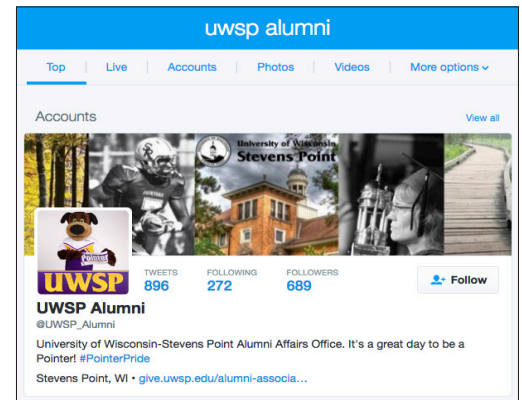 uwsp alumni
Top Live Accounts Photos Videos More options
Accounts View all
University of Wisconsin
Stevens Point
POINTERS
5
Pointer
UWSP
TWEETS FOLLOWING FOLLOWERS
896 272 689
Follow
UWSP Alumni
@UWSP_Alumni
University of Wisconsin-Stevens Point Alumni Affairs Office. It's a great day to be a
Pointer! #PointerPride
Stevens Point, WI • give.uwsp.edu/alumni-associa…